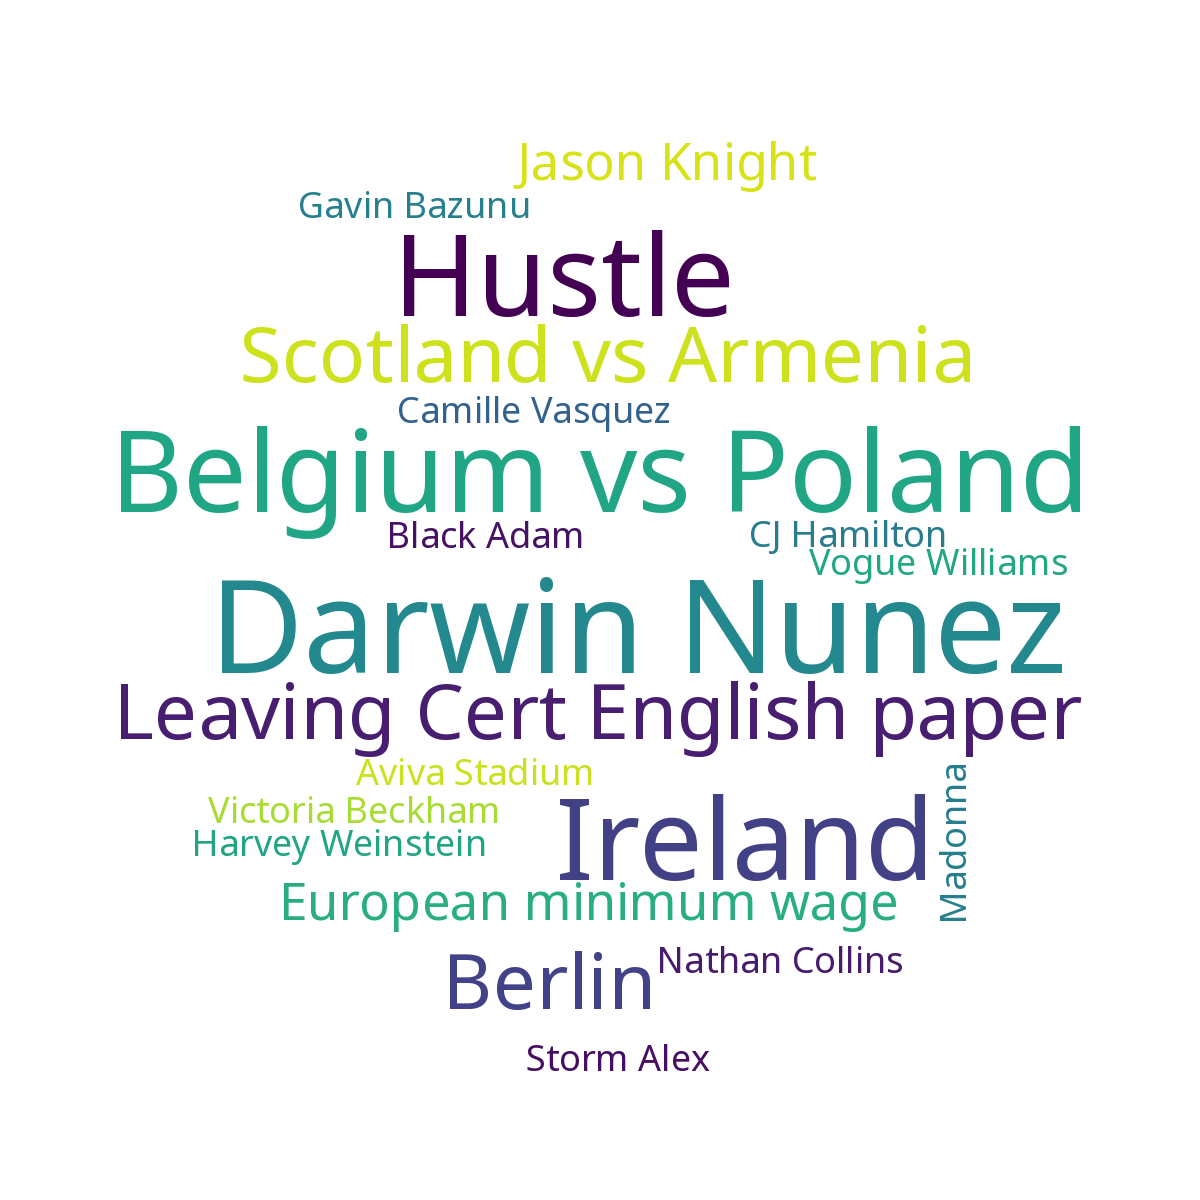 Jason Knight
Gavin Bazunu
Hustle
Scotland vs Armenia
Camille Vasquez
Belgium vs Poland
Black Adam
CJ Hamilton
Vogue Williams
Darwin Nunez
Leaving Cert English paper
Aviva Stadium
Victoria Beckham
Harvey Weinstein
Ireland
Madonna
European minimum wage
Berlin
Nathan Collins
Storm Alex